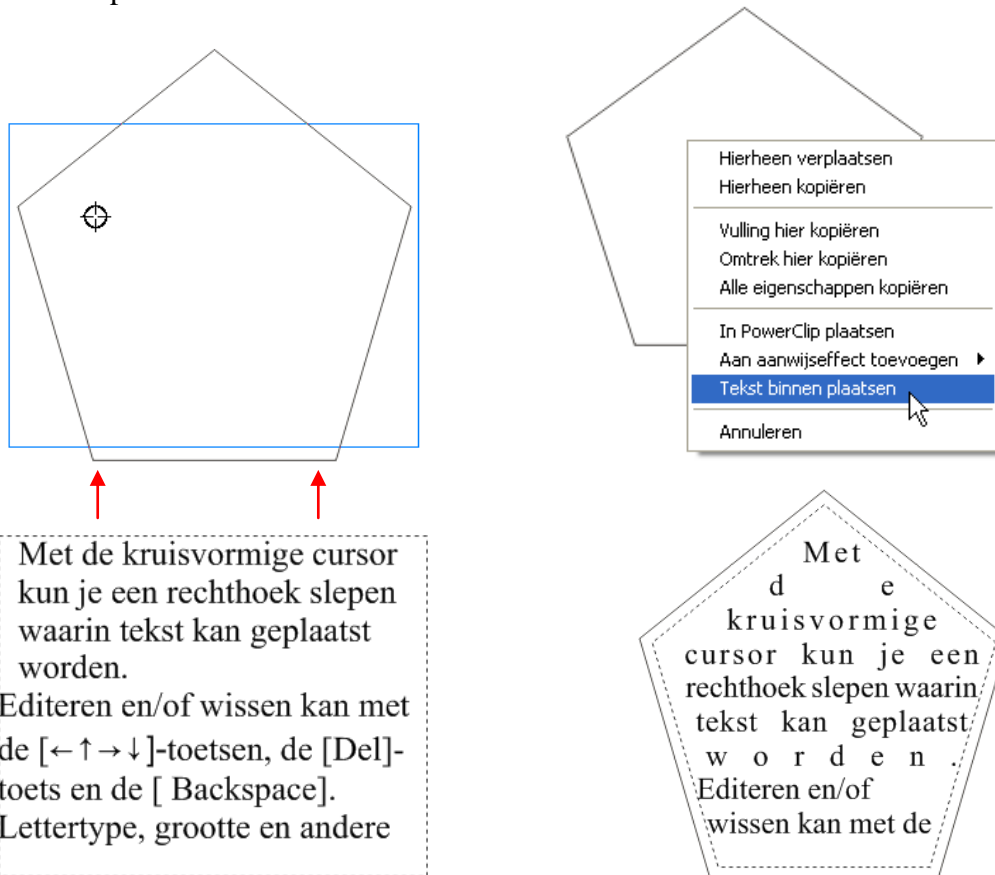 Hierheen verplaatsen
Hierheen kopiëren
Vulling hier kopiëren
Omtrek hier kopiëren
Alle eigenschappen kopiëren
In PowerClip plaatsen
Aan aanwijseffect toevoegen
Tekst binnen plaatsen
Annuleren
Met de kruisvormige cursor
kun je een rechthoek slepen
waarin tekst kan geplaatst
worden.
Editeren en/of wissen kan met
de [←↑→↓]-toetsen, de [Del]-
toets en de [ Backspace].
Lettertype, grootte en andere
Met
d e
kruisvormige
cursor kun je een
rechthoek slepen waarin
tekst kan geplaatst
w o r d e n .
Editeren en/of
wissen kan met de